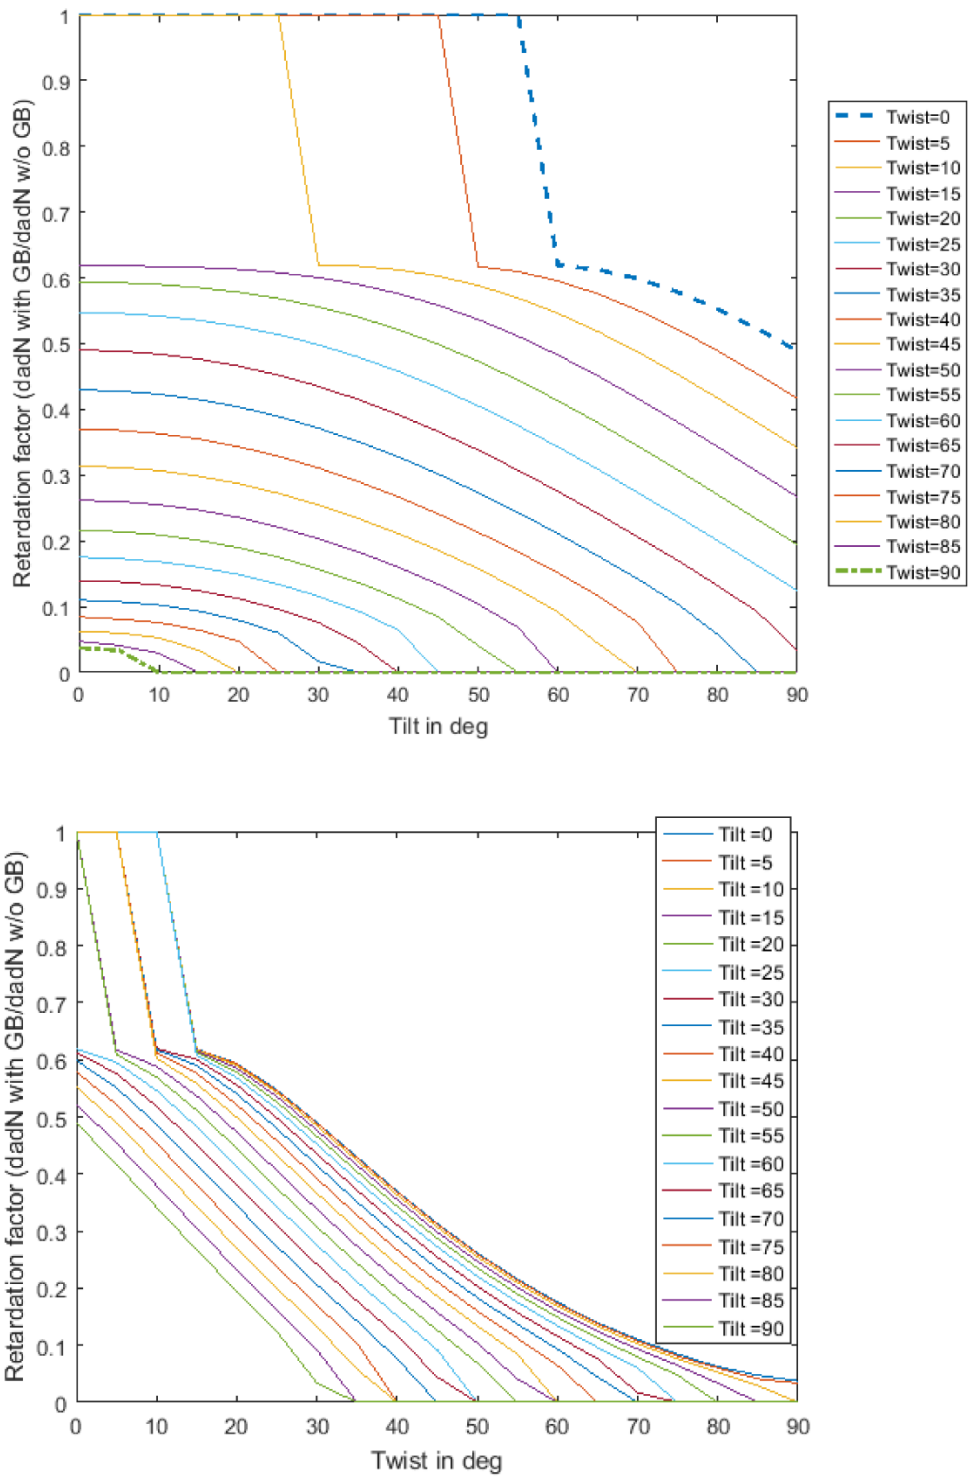 1
0.9
0.8
0.7
0.6
0.5
0.4
0.3
0.2
0.1
0
Retardation factor (dadN with GB/dadN w/o GB)
0 10 20 30 40 50 60 70 80 90
Tilt in deg
Twist=0
Twist=5
Twist=10
Twist=15
Twist=20
Twist=25
Twist=30
Twist=35
Twist=40
Twist=45
Twist=50
Twist=55
Twist=60
Twist=65
Twist=70
Twist=75
Twist=80
Twist=85
Twist=90
1
0.9
0.8
0.7
0.6
0.5
0.4
0.3
0.2
0.1
0
Retardation factor (dadN with GB/dadN w/o GB)
0 10 20 30 40 50 60 70 80 90
Twist in deg
Tilt =0
Tilt =5
Tilt =10
Tilt =15
Tilt =20
Tilt =25
Tilt =30
Tilt =35
Tilt =40
Tilt =45
Tilt =50
Tilt =55
Tilt =60
Tilt =65
Tilt =70
Tilt =75
Tilt =80
Tilt =85
Tilt =90